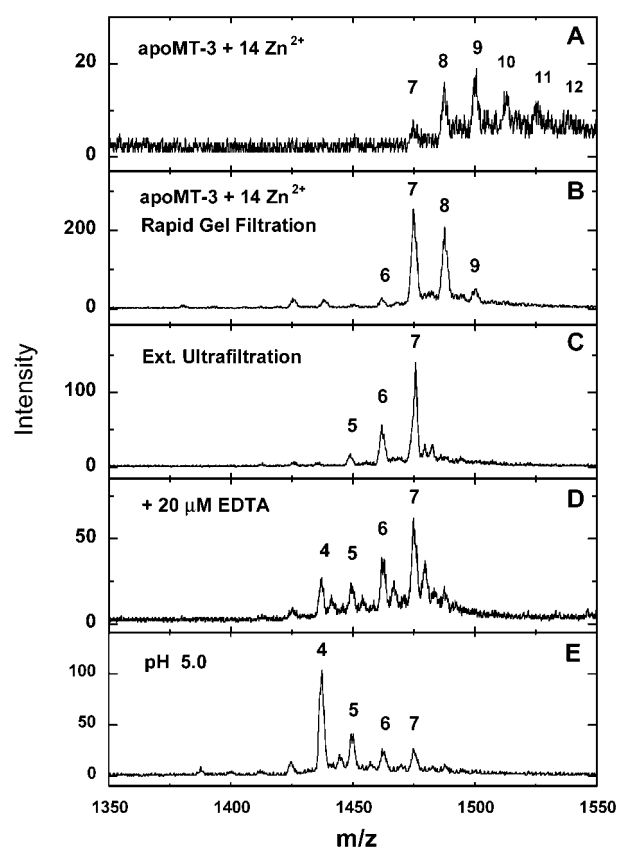 apoMT-3 + 14 Zn²⁺
A
20
0
7
8
9
10
11
12
apoMT-3 + 14 Zn²⁺
Rapid Gel Filtration
B
200
0
6
7
8
9
Ext. Ultrafiltration
C
100
0
5
6
7
+ 20 μM EDTA
D
50
0
4
5
6
7
pH 5.0
E
100
50
0
4
5
6
7
Intensity
1350 1400 1450 1500 1550
m/z